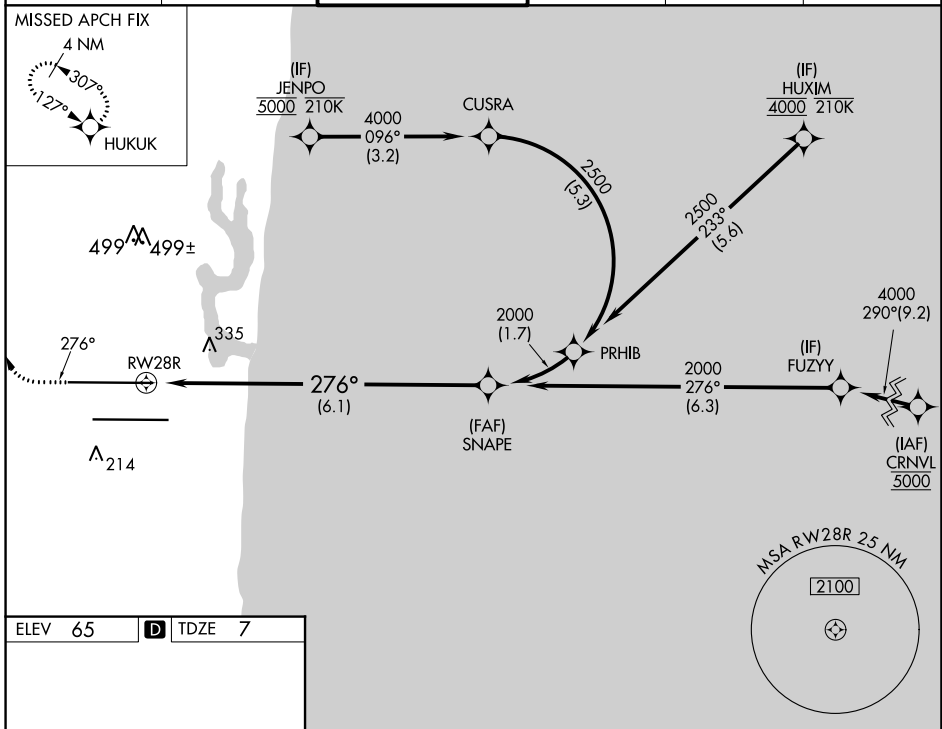 MISSED APCH FIX
4 NM
307°
127°
HUKUK
(IF)
JENPO
5000 210K
4000
096°
(3.2)
CUSRA
2500
(5.3)
(IF)
HUXIM
4000 210K
2500
233°
(5.6)
499
499±
335
276°
RW28R
214
276°
(6.1)
2000
(1.7)
PRHIB
(FAF)
SNAPE
2000
276°
(6.3)
(IF)
FUZYY
4000
290°(9.2)
(IAF)
CRNVL
5000
MSA RW28R 25 NM
2100
ELEV 65 D TDZE 7